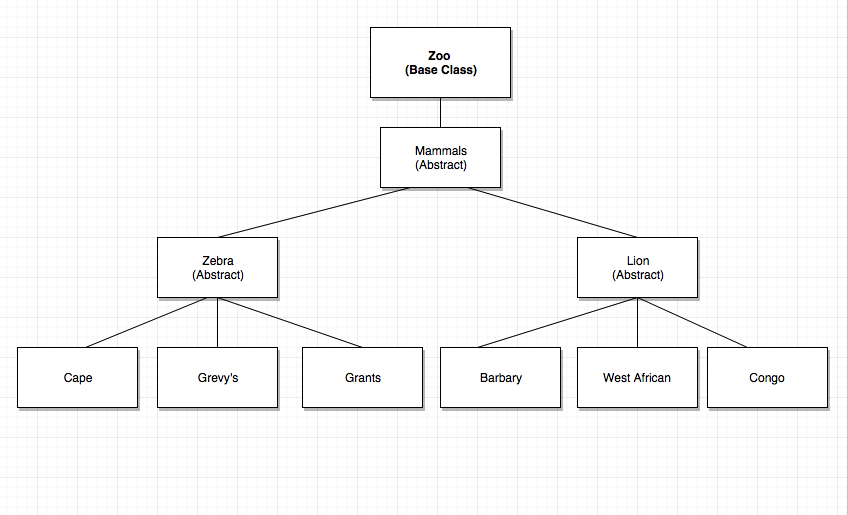 Zoo
(Base Class)
Mammals
(Abstract)
Zebra
(Abstract)
Lion
(Abstract)
Cape
Grevy's
Grants
Barbary
West African
Congo